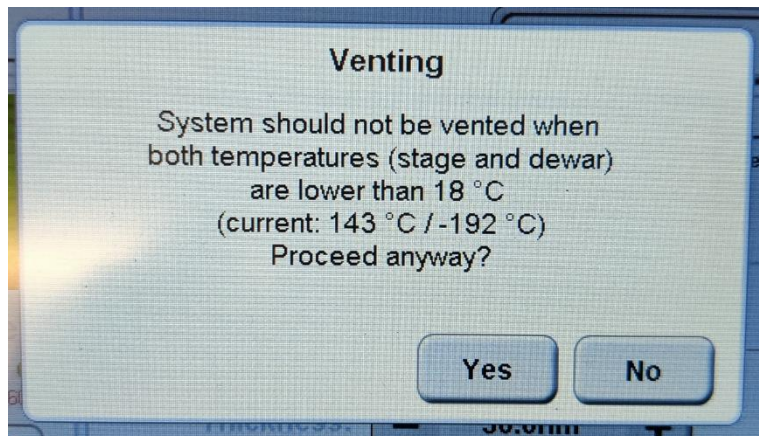 Venting
System should not be vented when
both temperatures (stage and dewar)
are lower than 18 °C
(current: 143 °C / -192 °C)
Proceed anyway?
Yes No